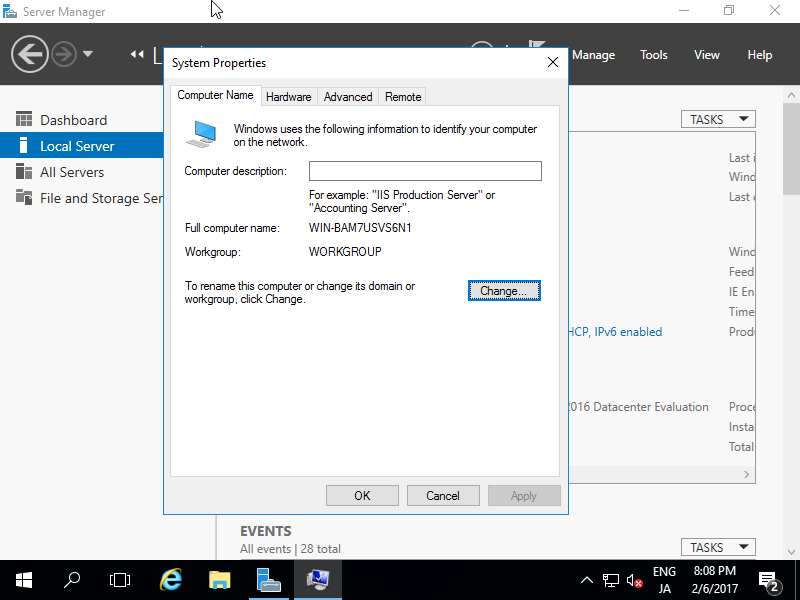 Server Manager
Manage Tools View Help
System Properties
Computer Name Hardware Advanced Remote
Windows uses the following information to identify your computer
on the network.
Computer description:
For example: "IIS Production Server" or
"Accounting Server".
Full computer name: WIN-BAM7USVS6N1
Workgroup: WORKGROUP
To rename this computer or change its domain or
workgroup, click Change.
Change...
OK Cancel Apply
Dashboard
Local Server
All Servers
File and Storage Ser
TASKS
Last i
Wind
Last
Wind
Feed
IE En
Time
HCP, IPv6 enabled Produ
2016 Datacenter Evaluation Proce
Insta
Total
EVENTS
All events | 28 total
TASKS
ENG
JA
8:08 PM
2/6/2017
2